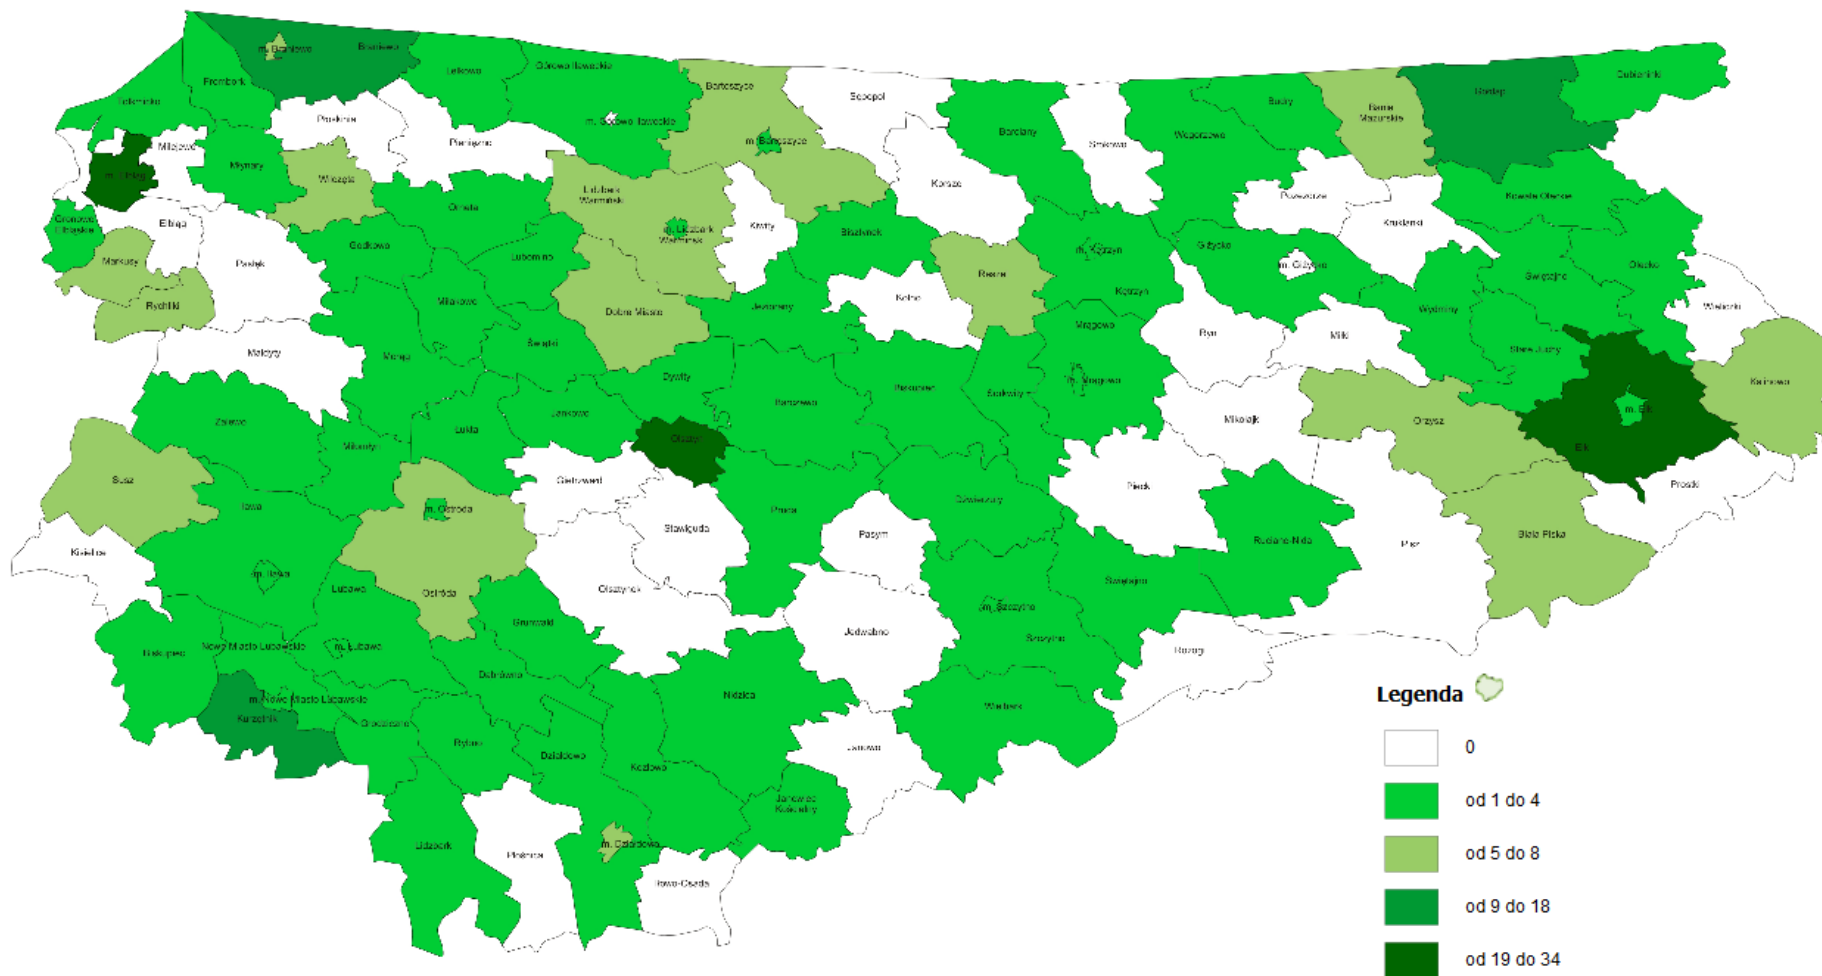 m. Braniewo
Braniewo
Lelkowo
Górowo Iławeckie
Bartoszyce
Sępopol
Dubieninki
Gołdap
Banie
Mazurskie
Budry
Frombork
Tolkmicko
Płoskinia
m. Górowo Iławeckie
Barciany
Srokowo
Węgorzewo
Milejewo
Młynary
Pieniężno
m. Bartoszyce
m. Elbląg
Wilczęta
Lidzbark
Warmiński
Korsze
Pozezdrze
Kowale Oleckie
Gronowo
Elbląskie
Elbląg
Orneta
m. Lidzbark
Warmiński
Kiwity
Bisztynek
Kruklanki
Godkowo
Lubomino
m. Kętrzyn
Giżycko
Markusy
Pasłęk
Reszel
m. Giżycko
Świętajno
Olecko
Rychliki
Miłakowo
Dobre Miasto
Jeziorany
Kolno
Kętrzyn
Wydminy
Wieliczki
Małdyty
Morąg
Świątki
Mrągowo
Ryn
Miłki
Stare Juchy
Dywity
Barczewo
Biskupiec
Sorkwity
m. Mrągowo
Kalinowo
Zalewo
Miłomłyn
Łukta
Jonkowo
Olsztyn
Mikołajki
Orzysz
m. Ełk
Ełk
Susz
Gietrzwałd
Dźwierzuty
Piecki
Prostki
Iława
m. Ostróda
Stawiguda
Purda
Pasym
Ruciane-Nida
Pisz
Biała Piska
Kisielice
m. Iława
Lubawa
Ostróda
Olsztynek
Świętajno
m. Szczytno
Grunwald
Jedwabno
Szczytno
Rozogi
Biskupiec
Nowe Miasto Lubawskie
m. Lubawa
Dąbrówno
Nidzica
Wielbark
m. Nowe Miasto Lubawskie
Kurzętnik
Grodziczno
Rybno
Działdowo
Kozłowo
Janowo
Janowiec
Kościelny
Lidzbark
Płośnica
m. Działdowo
Iłowo-Osada
Legenda
0
od 1 do 4
od 5 do 8
od 9 do 18
od 19 do 34